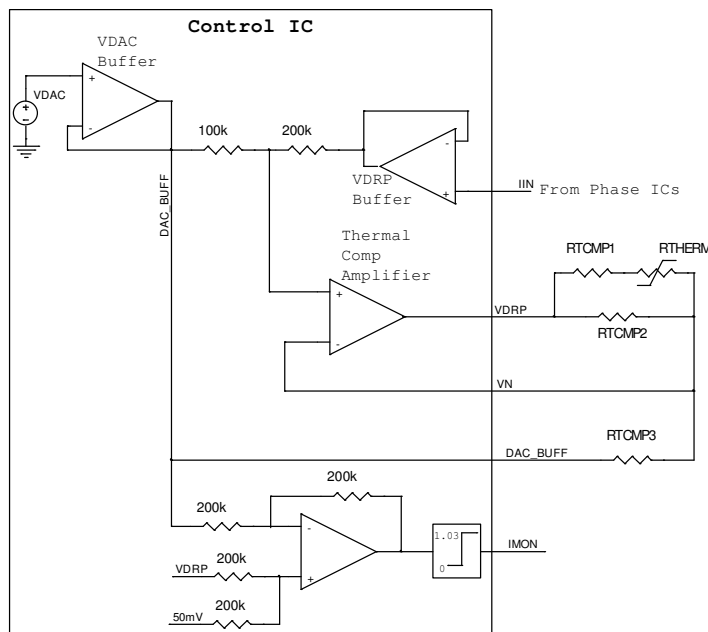 Control IC
VDAC
Buffer
+
-
VDAC
+
-
100k
200k
-
+
VDRP
Buffer
IIN
From Phase ICs
DAC_BUFF
Thermal
Comp
Amplifier
+
-
VDRP
RTCMP1
RTHERM
RTCMP2
VN
RTCMP3
DAC_BUFF
200k
200k
-
+
1.03
0
IMON
VDRP
200k
50mV
200k